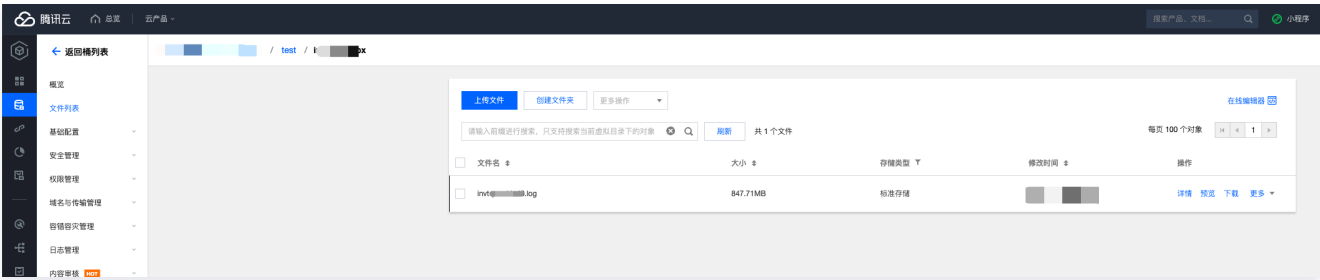 腾讯云 总览 云产品 搜索产品、文档... 小程序
返回桶列表 / test /
概览
上传文件 创建文件夹 更多操作 在线编辑器
文件列表
请输入前缀进行搜索，只支持搜索当前虚拟目录下的对象 刷新 共 1 个文件 每页 100 个对象 1
基础配置
安全管理
文件名 大小 存储类型 修改时间 操作
权限管理
.log 847.71MB 标准存储 详情 预览 下载 更多
域名与传输管理
容错容灾管理
日志管理
内容审核 HOT